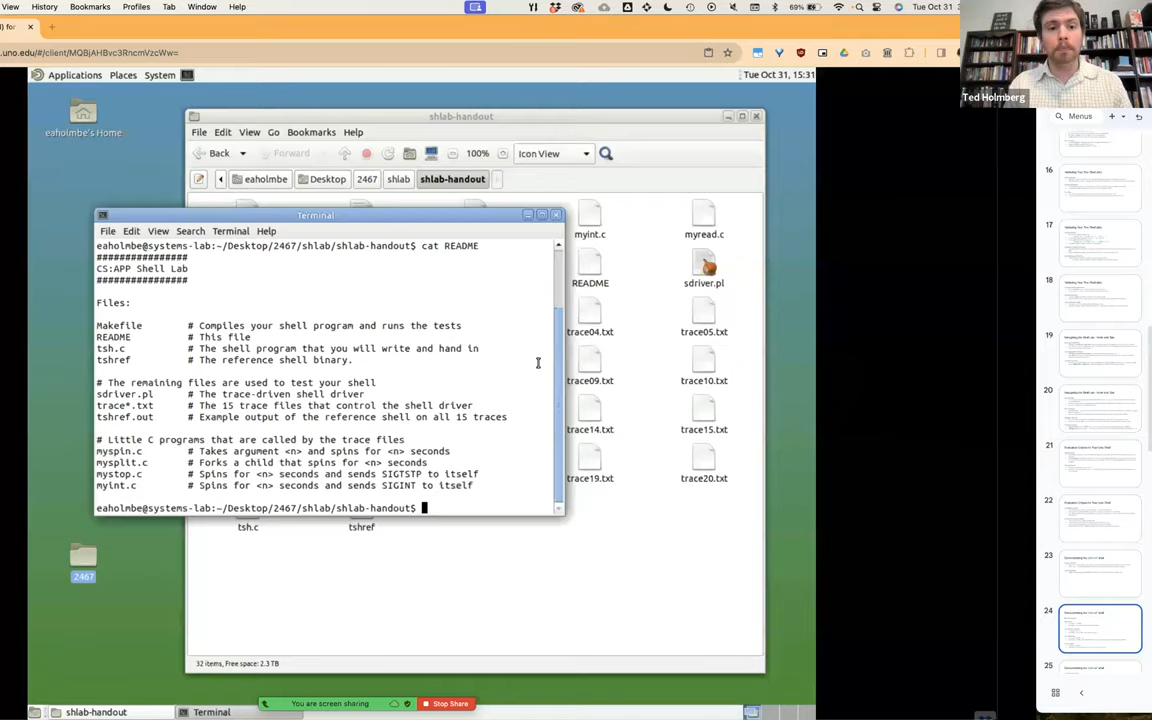 View History Bookmarks Profiles Tab Window Help
69% Tue Oct 31
) for
.uno.edu/#/client/MQBjAHBvc3RncmVzcWw=
Applications Places System
Tue Oct 31, 15:31
Ted Holmberg
Menus
eaholmbe's Home
shlab-handout
File Edit View Go Bookmarks Help
Back Forward 100% Icon View
eaholmbe Desktop 2467 shlab shlab-handout
Terminal
File Edit View Search Terminal Help
eaholmbe@systems-lab:~/Desktop/2467/shlab/shlab-handout$ cat README
################
CS:APP Shell Lab
################
Files:
Makefile # Compiles your shell program and runs the tests
README # This file
tsh.c # The shell program that you will write and hand in
tshref # The reference shell binary.
# The remaining files are used to test your shell
sdriver.pl # The trace-driven shell driver
trace*.txt # The 15 trace files that control the shell driver
tshref.out # Example output of the reference shell on all 15 traces
# Little C programs that are called by the trace files
myspin.c # Takes argument <n> and spins for <n> seconds
mysplit.c # Forks a child that spins for <n> seconds
mystop.c # Spins for <n> seconds and sends SIGTSTP to itself
myint.c # Spins for <n> seconds and sends SIGINT to itself
eaholmbe@systems-lab:~/Desktop/2467/shlab/shlab-handout$
myint.c myread.c
README sdriver.pl
trace04.txt trace05.txt
trace09.txt trace10.txt
trace14.txt trace15.txt
trace19.txt trace20.txt
tsh.c tshref
2467
32 items, Free space: 2.3 TB
You are screen sharing Stop Share
shlab-handout Terminal
16
17
18
19
20
21
22
23
24
25